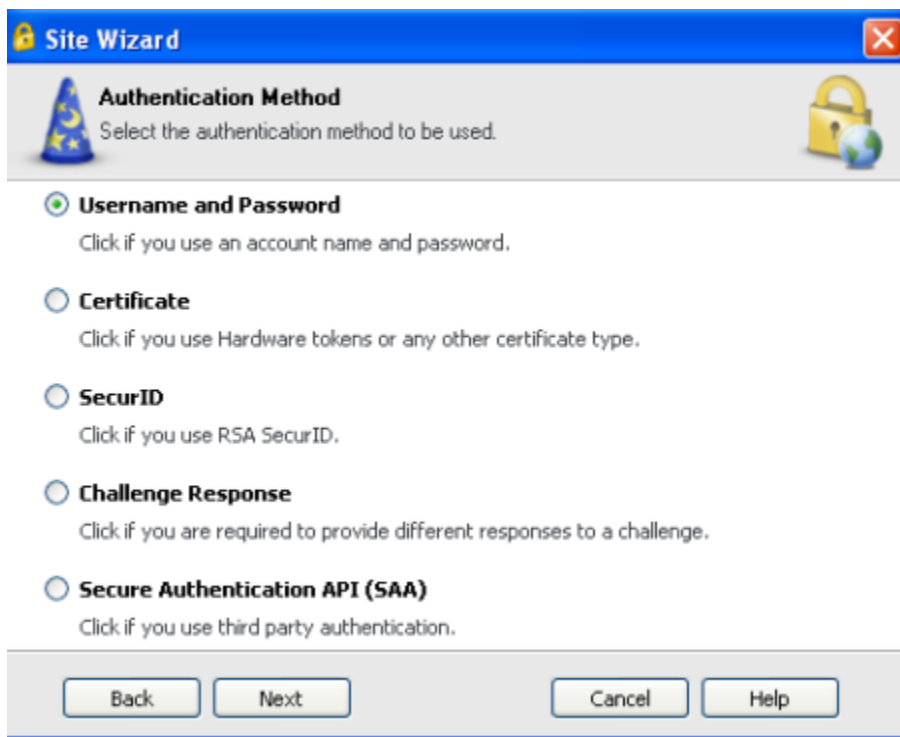 Site Wizard
Authentication Method
Select the authentication method to be used.
Username and Password
Click if you use an account name and password.
Certificate
Click if you use Hardware tokens or any other certificate type.
SecurID
Click if you use RSA SecurID.
Challenge Response
Click if you are required to provide different responses to a challenge.
Secure Authentication API (SAA)
Click if you use third party authentication.
Back Next Cancel Help